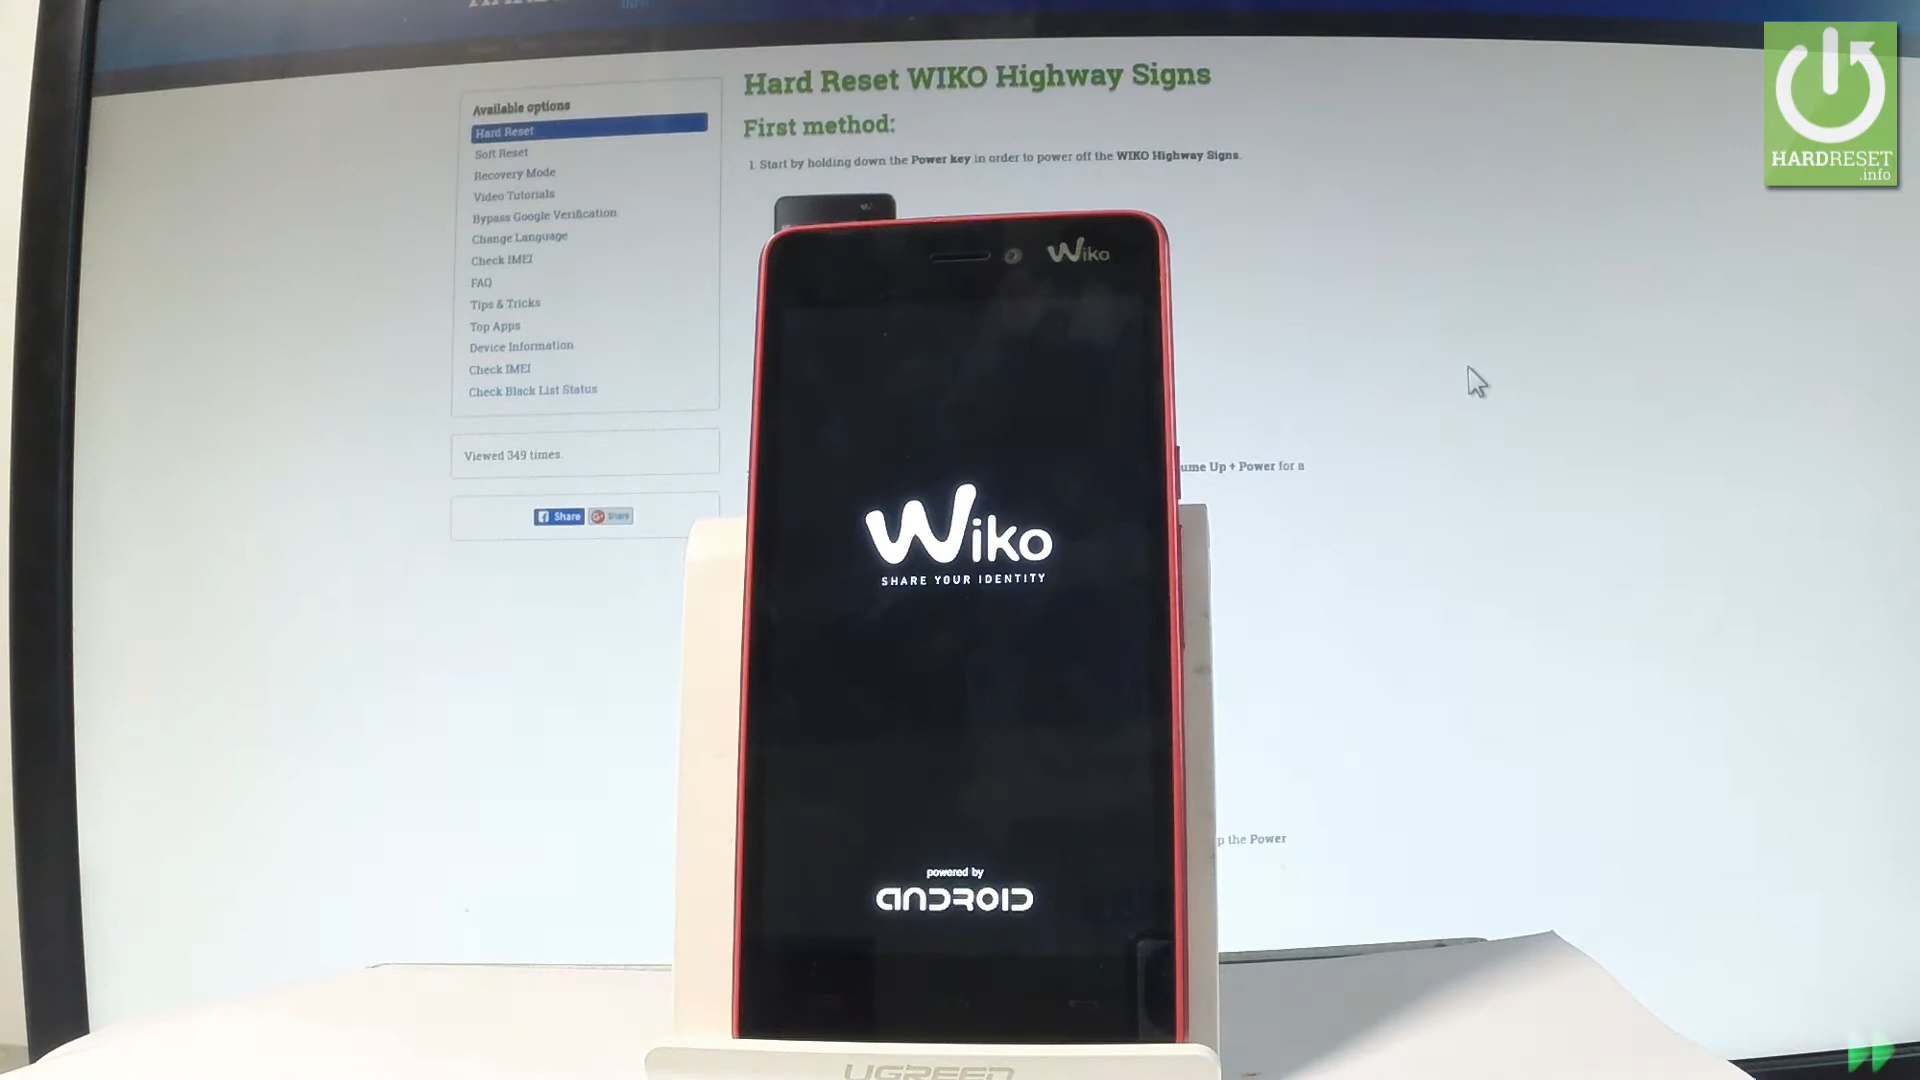 Hard Reset WIKO Highway Signs
First method:
1. Start by holding down the Power key in order to power off the WIKO Highway Signs.
Available options
Hard Reset
Soft Reset
Recovery Mode
Video Tutorials
Bypass Google Verification
Change Language
Check IMEI
FAQ
Tips & Tricks
Top Apps
Device Information
Check IMEI
Check Black List Status
Viewed 349 times.
Share
Share
ume Up + Power for a
p the Power
Wiko
Wiko
SHARE YOUR IDENTITY
powered by
ANDROID
UGREEN
HARDRESET
.info